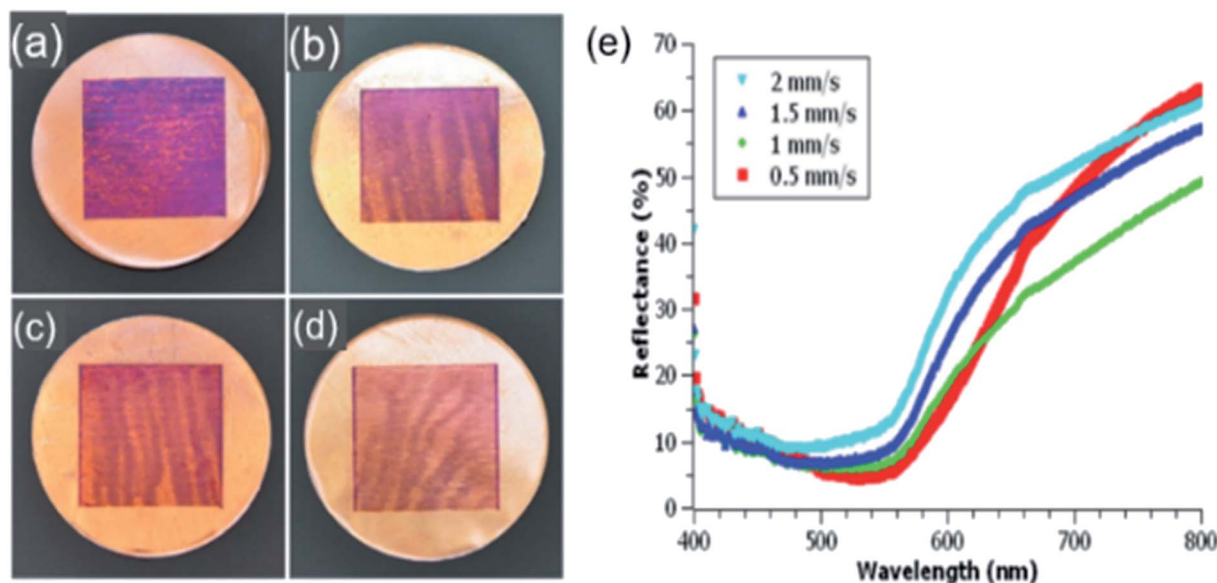 (a)
(b)
(c)
(d)
(e)
70
60
50
40
30
20
10
0
Reflectance (%)
2 mm/s
1.5 mm/s
1 mm/s
0.5 mm/s
400 500 600 700 800
Wavelength (nm)